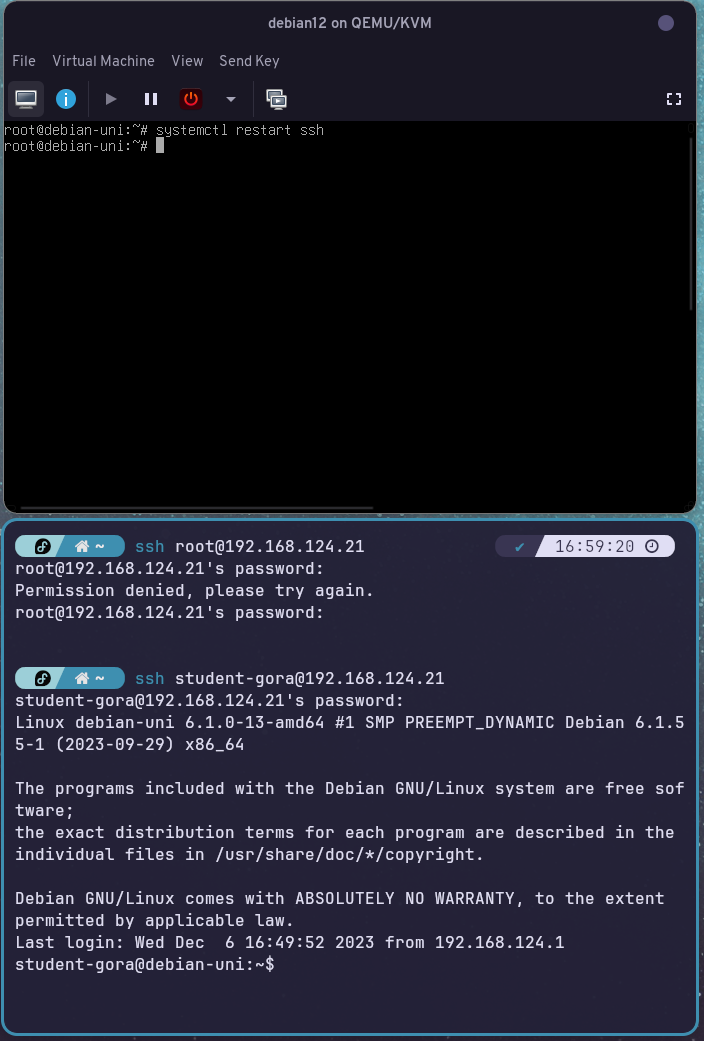 debian12 on QEMU/KVM
File Virtual Machine View Send Key
root@debian-uni:~# systemctl restart ssh
root@debian-uni:~#
~ ssh root@192.168.124.21 ✔ 16:59:20
root@192.168.124.21's password:
Permission denied, please try again.
root@192.168.124.21's password:
~ ssh student-gora@192.168.124.21
student-gora@192.168.124.21's password:
Linux debian-uni 6.1.0-13-amd64 #1 SMP PREEMPT_DYNAMIC Debian 6.1.5
5-1 (2023-09-29) x86_64
The programs included with the Debian GNU/Linux system are free sof
tware;
the exact distribution terms for each program are described in the
individual files in /usr/share/doc/*/copyright.
Debian GNU/Linux comes with ABSOLUTELY NO WARRANTY, to the extent
permitted by applicable law.
Last login: Wed Dec  6 16:49:52 2023 from 192.168.124.1
student-gora@debian-uni:~$